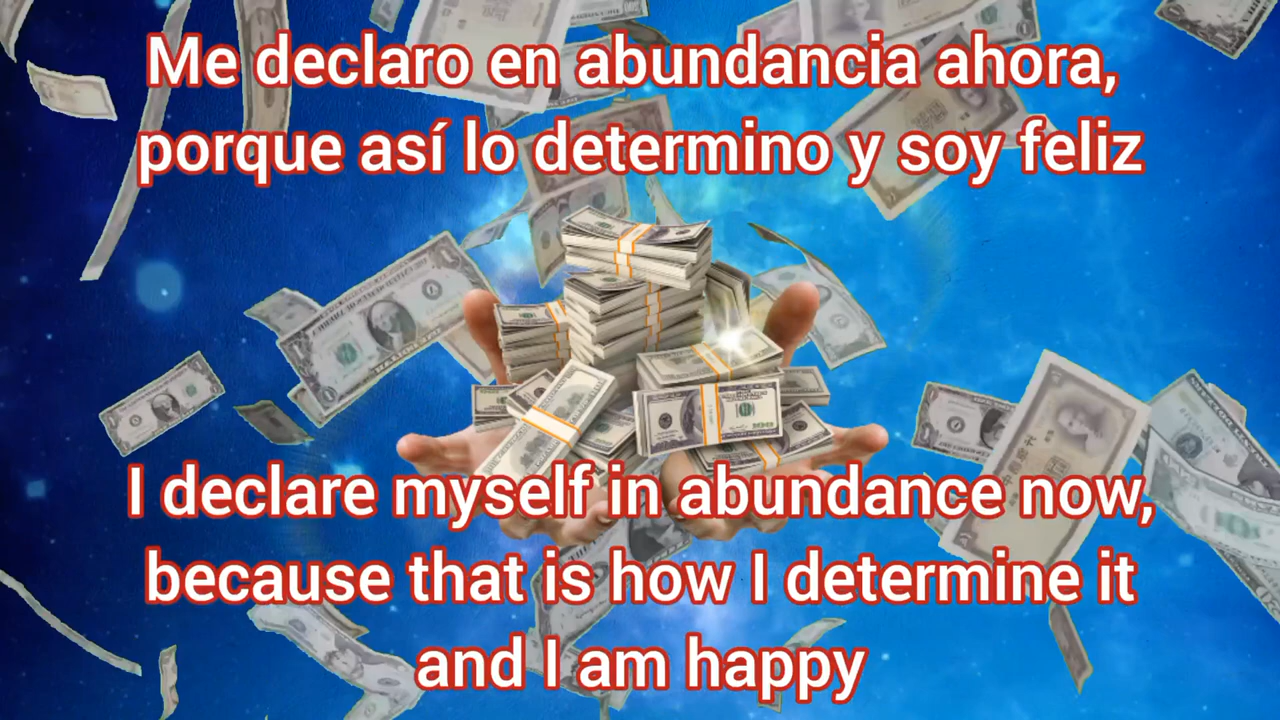 Me declaro en abundancia ahora,
porque así lo determino y soy feliz
I declare myself in abundance now,
because that is how I determine it
and I am happy